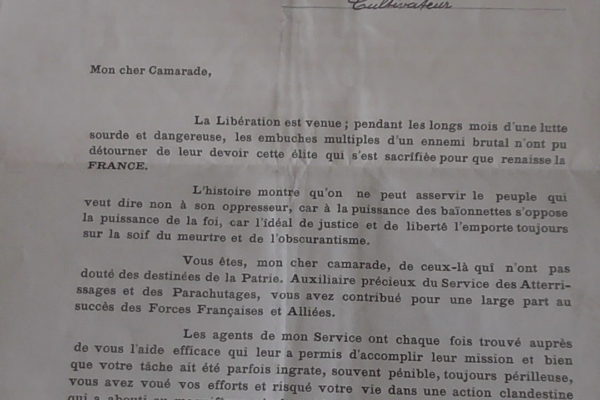 Cultivateur
Mon cher Camarade,
La Libération est venue ; pendant les longs mois d'une lutte
sourde et dangereuse, les embuches multiples d'un ennemi brutal n'ont pu
détourner de leur devoir cette élite qui s'est sacrifiée pour que renaisse la
FRANCE.
L'histoire montre qu'on ne peut asservir le peuple qui
veut dire non à son oppresseur, car à la puissance des baïonnettes s'oppose
la puissance de la foi, car l'idéal de justice et de liberté l'emporte toujours
sur la soif du meurtre et de l'obscurantisme.
Vous êtes, mon cher camarade, de ceux-là qui n'ont pas
douté des destinées de la Patrie. Auxiliaire précieux du Service des Atterri-
ssages et des Parachutages, vous avez contribué pour une large part au
succès des Forces Françaises et Alliées.
Les agents de mon Service ont chaque fois trouvé auprès
de vous l'aide efficace qui leur a permis d'accomplir leur mission et bien
que votre tâche ait été parfois ingrate, souvent pénible, toujours périlleuse,
vous avez voué vos efforts et risqué votre vie dans une action clandestine
qui a abouti